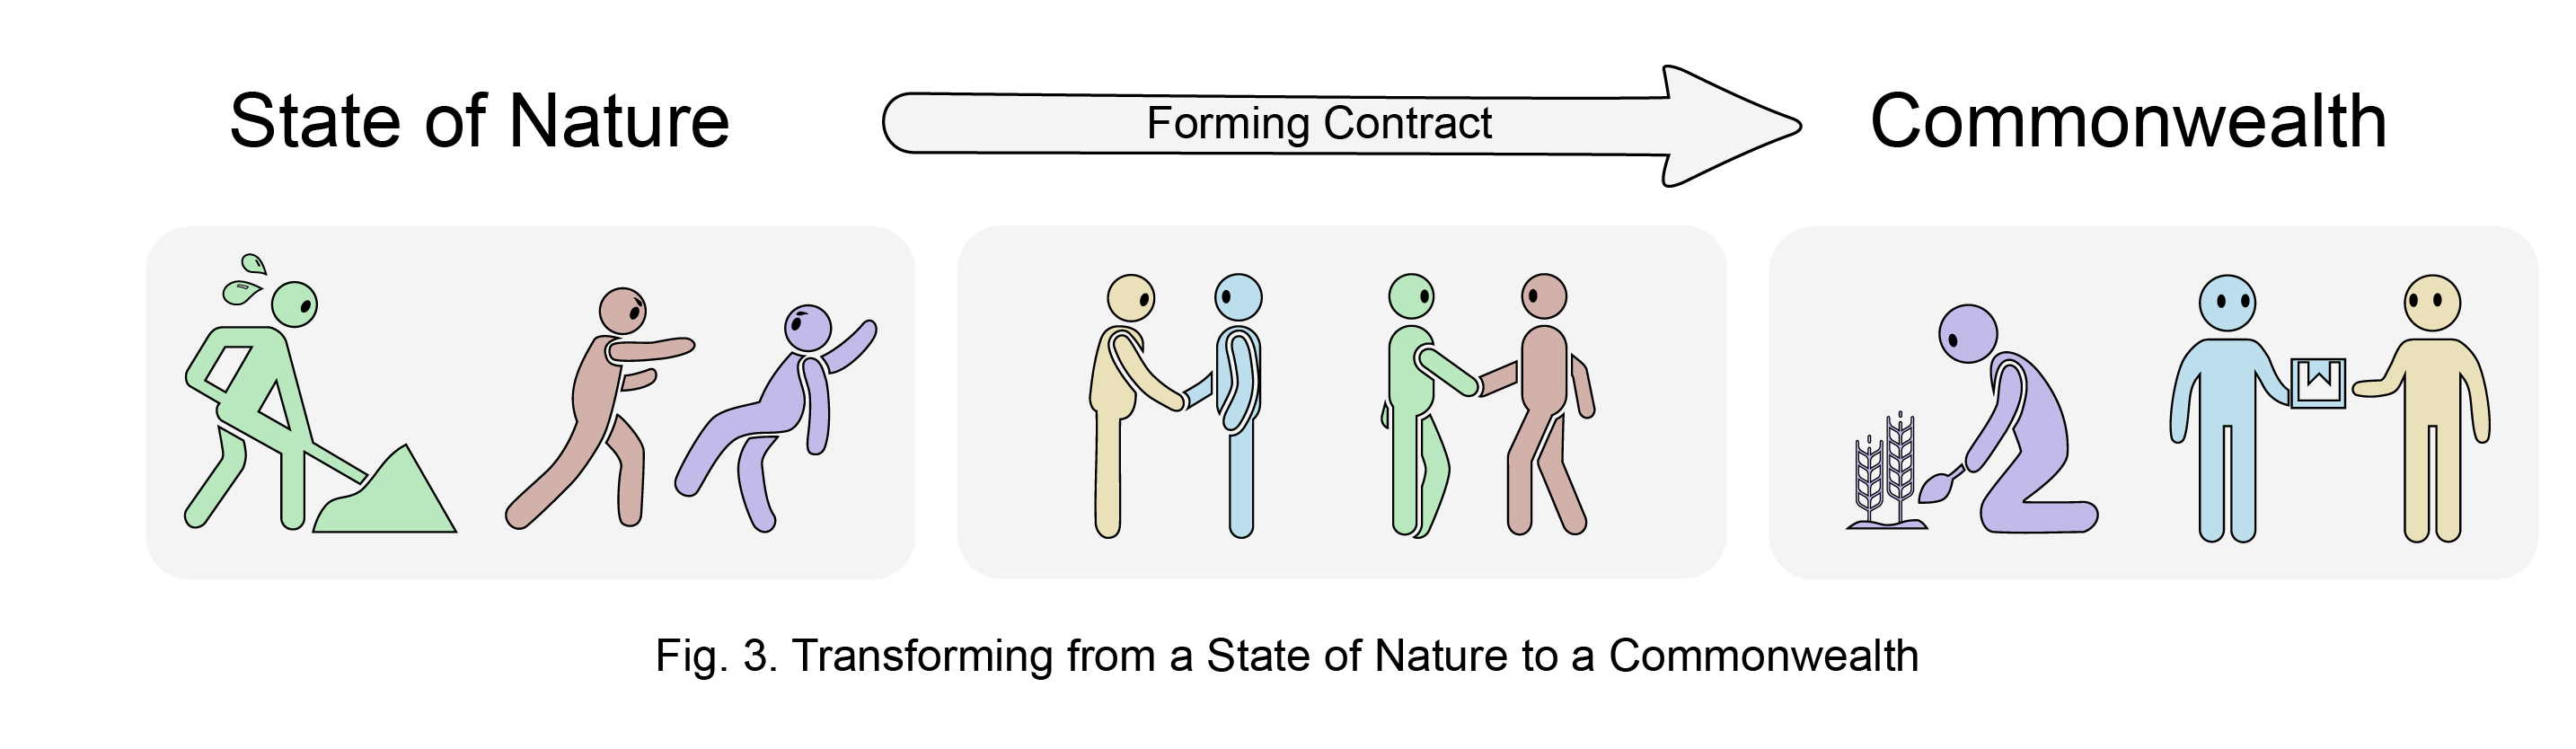 State of Nature
Forming Contract
Commonwealth
Fig. 3. Transforming from a State of Nature to a Commonwealth